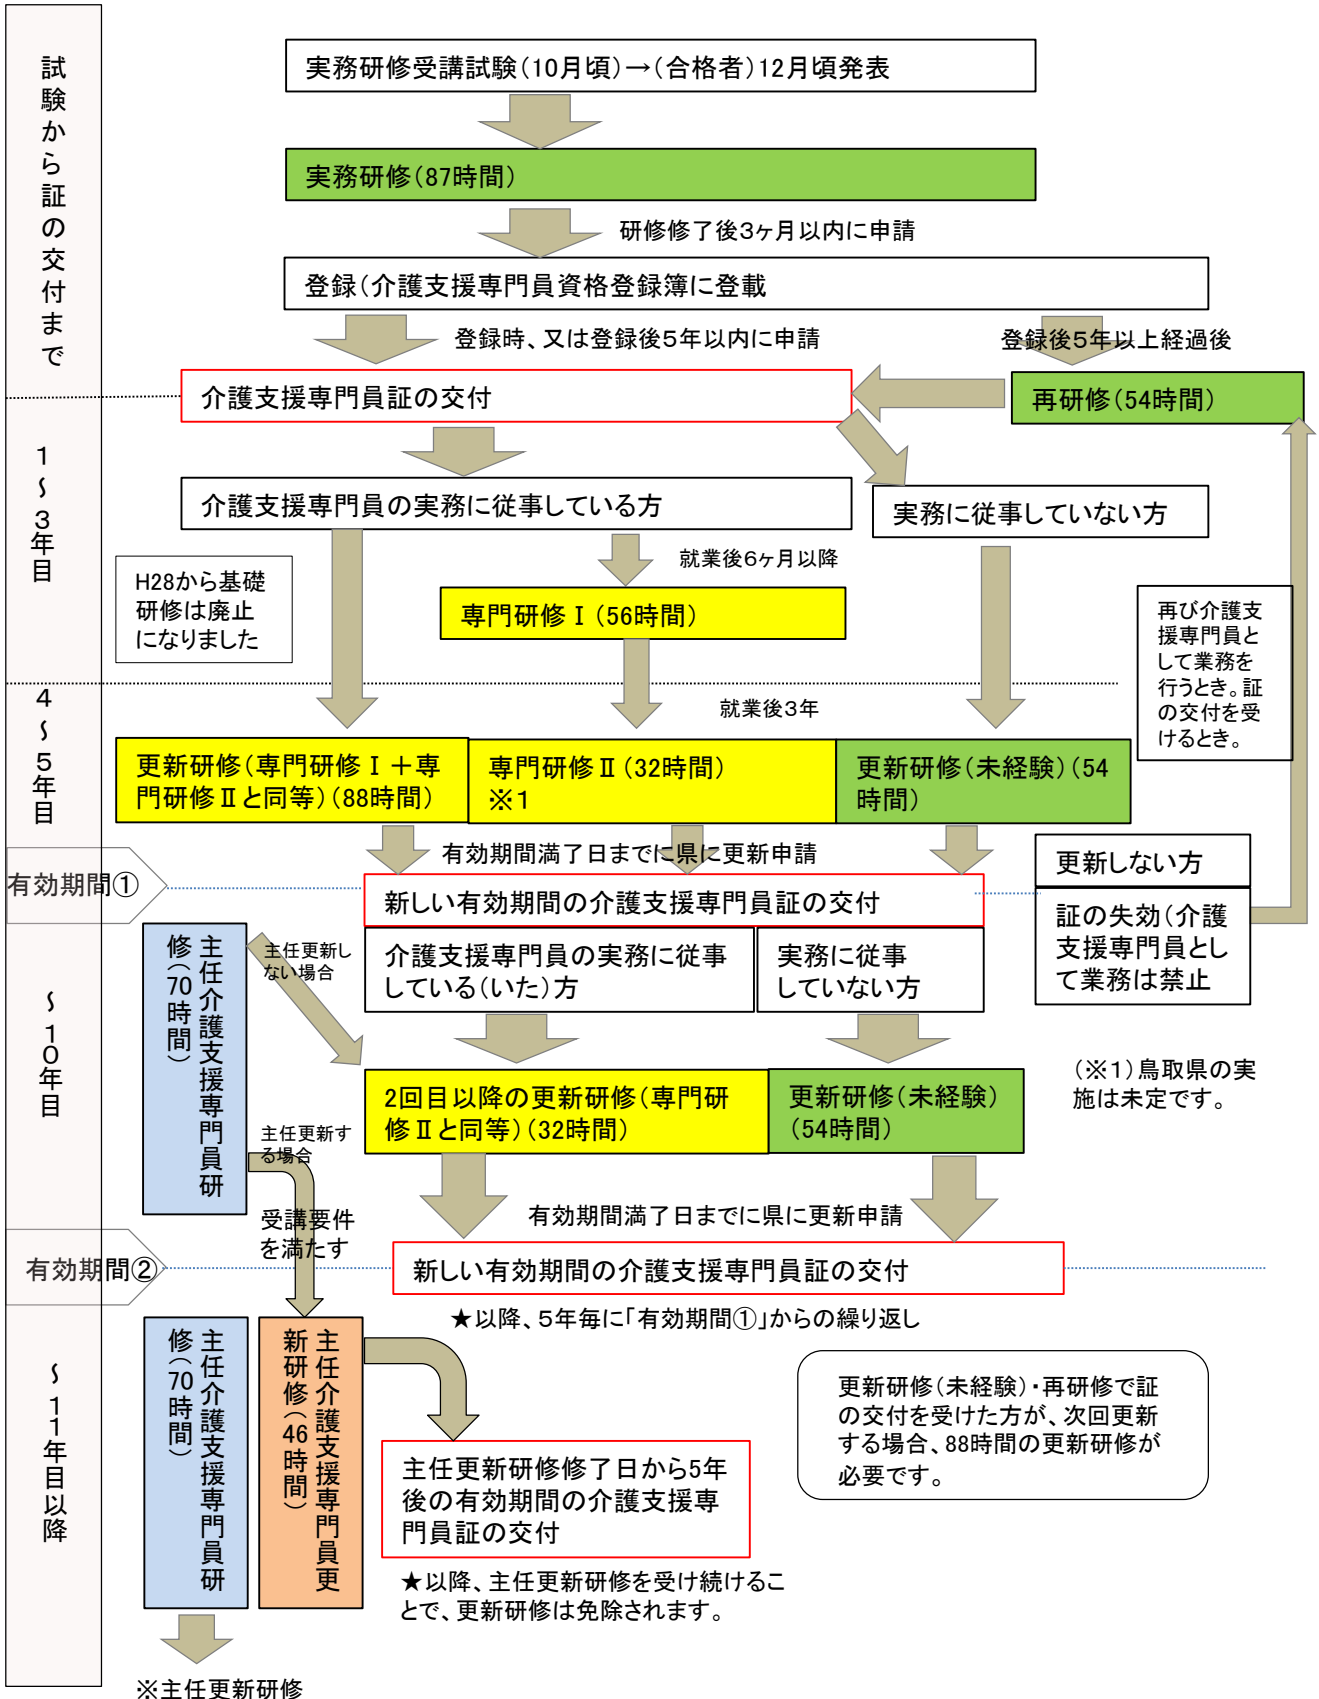 試験から証の交付まで
実務研修受講試験(10月頃)→(合格者)12月頃発表
実務研修(87時間)
研修修了後3ヶ月以内に申請
登録(介護支援専門員資格登録簿に登載
登録時、又は登録後5年以内に申請
登録後5年以上経過後
介護支援専門員証の交付
再研修(54時間)
1～3年目
介護支援専門員の実務に従事している方
実務に従事していない方
就業後6ヶ月以降
H28から基礎
研修は廃止
になりました
専門研修Ⅰ(56時間)
再び介護支
援専門員と
して業務を
行うとき。証
の交付を受
けるとき。
4～5年目
就業後3年
更新研修(専門研修Ⅰ＋専
門研修Ⅱと同等)(88時間)
専門研修Ⅱ(32時間)
※1
更新研修(未経験)(54
時間)
有効期間満了日までに県に更新申請
更新しない方
有効期間①
新しい有効期間の介護支援専門員証の交付
証の失効(介護
支援専門員とし
て業務は禁止
～10年目
主任介護支援専門員研
修(70時間)
主任更新し
ない場合
介護支援専門員の実務に従事
している(いた)方
実務に従事
していない方
(※1)鳥取県の実
施は未定です。
2回目以降の更新研修(専門研
修Ⅱと同等)(32時間)
更新研修(未経験)
(54時間)
主任更新す
る場合
受講要件
を満たす
有効期間満了日までに県に更新申請
有効期間②
新しい有効期間の介護支援専門員証の交付
★以降、5年毎に「有効期間①」からの繰り返し
～11年目以降
主任介護支援専門員研
修(70時間)
主任介護支援専門員更
新研修(46時間)
更新研修(未経験)・再研修で証
の交付を受けた方が、次回更新
する場合、88時間の更新研修が
必要です。
主任更新研修修了日から5年
後の有効期間の介護支援専
門員証の交付
★以降、主任更新研修を受け続けるこ
とで、更新研修は免除されます。
※主任更新研修